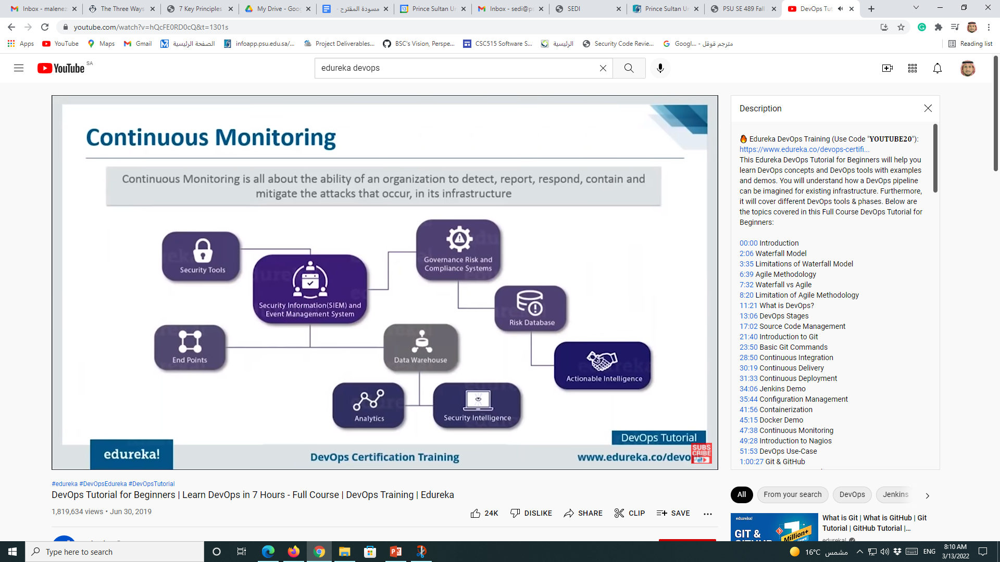 Inbox - malenez
The Three Ways
7 Key Principles
My Drive - Goo
مسودة المقترح -
Prince Sultan Un
Inbox - sedi@ps
SEDI
Prince Sultan Un
PSU SE 489 Fall
DevOps Tut
youtube.com/watch?v=hQcFE0RD0cQ&t=1301s
Apps
YouTube
Maps
Gmail
الصفحة الرئيسية
infoapp.psu.edu.sa/...
Project Deliverables...
BSC's Vision, Perspe...
CSC515 Software S...
الرئيسية
Security Code Revie...
Googl... - مترجم قوقل
Reading list
YouTube SA
edureka devops
Continuous Monitoring
Continuous Monitoring is all about the ability of an organization to detect, report, respond, contain and
mitigate the attacks that occur, in its infrastructure
Security Tools
Security Information(SIEM) and
Event Management System
Governance Risk and
Compliance Systems
Risk Database
End Points
Data Warehouse
Actionable Intelligence
Analytics
Security Intelligence
DevOps Tutorial
edureka!
DevOps Certification Training
www.edureka.co/devo
SUBS
CRIBE
Description
Edureka DevOps Training (Use Code "𝐘𝐎𝐔𝐓𝐔𝐁𝐄𝟐𝟎"):
https://www.edureka.co/devops-certifi...
This Edureka DevOps Tutorial for Beginners will help you
learn DevOps concepts and DevOps tools with examples
and demos. You will understand how a DevOps pipeline
can be imagined for existing infrastructure. Furthermore,
it will cover different DevOps tools & phases. Below are
the topics covered in this Full Course DevOps Tutorial for
Beginners:
00:00 Introduction
2:06 Waterfall Model
3:35 Limitations of Waterfall Model
6:39 Agile Methodology
7:32 Waterfall vs Agile
8:20 Limitation of Agile Methodology
11:21 What is DevOps?
13:06 DevOps Stages
17:02 Source Code Management
21:40 Introduction to Git
23:50 Basic Git Commands
28:50 Continuous Integration
30:19 Continuous Delivery
31:33 Continuous Deployment
34:06 Jenkins Demo
35:44 Configuration Management
41:56 Containerization
45:15 Docker Demo
47:38 Continuous Monitoring
49:28 Introduction to Nagios
51:53 DevOps Use-Case
1:00:27 Git & GitHub
#edureka #DevOpsEdureka #DevOpsTutorial
DevOps Tutorial for Beginners | Learn DevOps in 7 Hours - Full Course | DevOps Training | Edureka
1,819,634 views • Jun 30, 2019
24K
DISLIKE
SHARE
CLIP
SAVE
All
From your search
DevOps
Jenkins
edureka!
GIT &
Million+
What is Git | What is GitHub | Git
Tutorial | GitHub Tutorial |...
edureka!
Type here to search
16°C مشمس
ENG
8:10 AM
3/13/2022